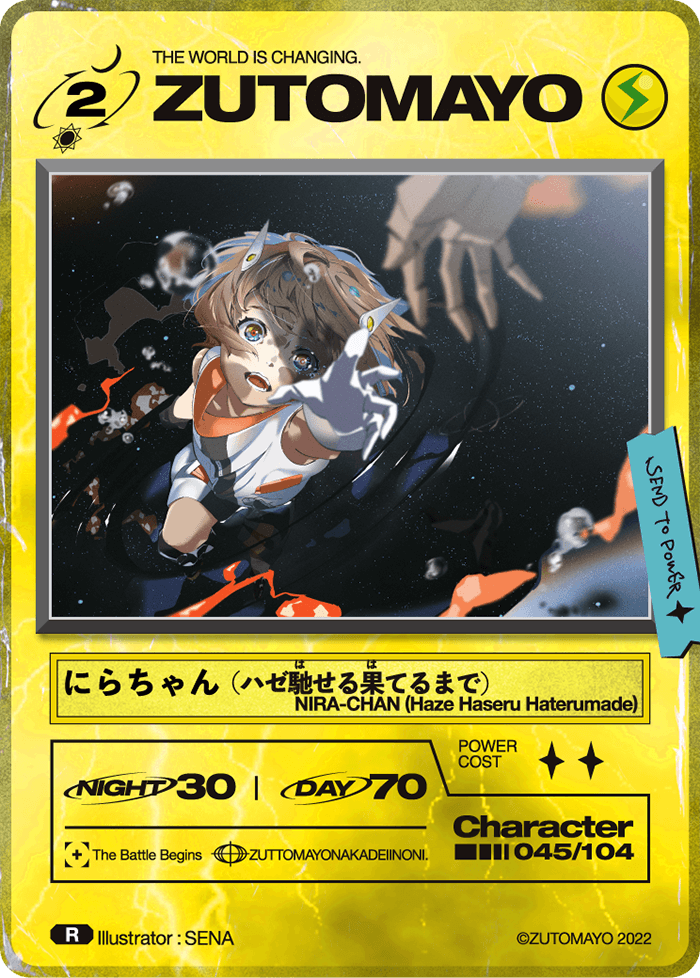 THE WORLD IS CHANGING.
2 ZUTOMAYO
SEND TO POWER
は は
にらちゃん（ハゼ馳せる果てるまで）
NIRA-CHAN (Haze Haseru Haterumade)
POWER
COST
NIGHT 30 | DAY 70
Character
045/104
The Battle Begins ZUTTOMAYONAKADEIINONI.
R Illustrator : SENA
©ZUTOMAYO 2022